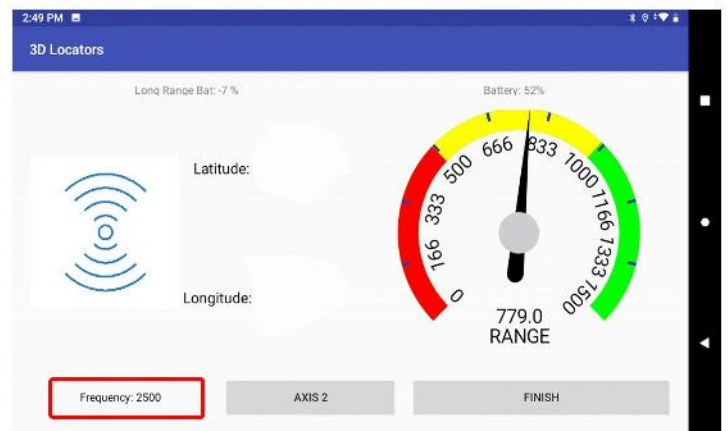 2:49 PM
3D Locators
Long Range Bat: -7 %
Battery: 52%
Latitude:
Longitude:
0
166
333
500
666
833
1000
1166
1333
1500
779.0
RANGE
Frequency: 2500
AXIS 2
FINISH